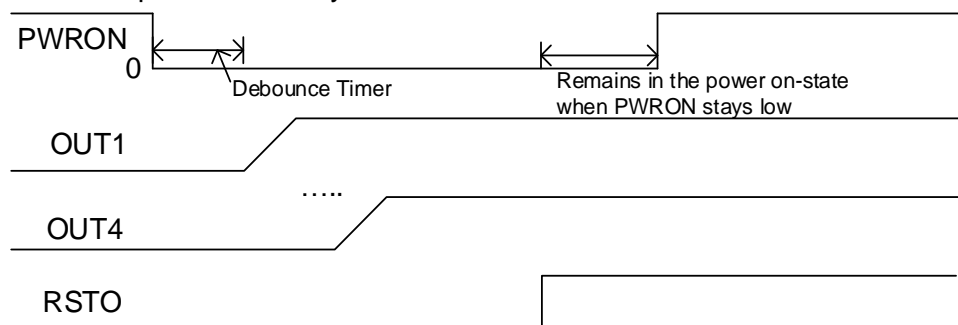 PWRON
0
Debounce Timer
Remains in the power on-state
when PWRON stays low
OUT1
.....
OUT4
RSTO